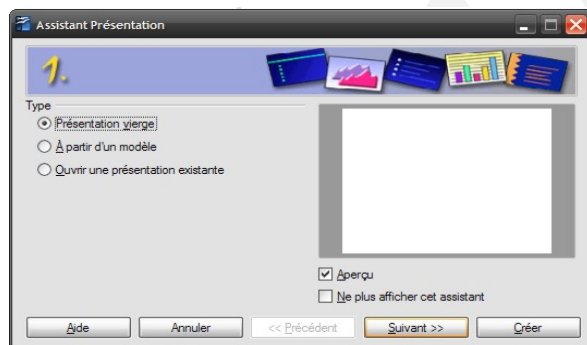 Assistant Présentation
1.
Type
Présentation vierge
À partir d'un modèle
Ouvrir une présentation existante
Aperçu
Ne plus afficher cet assistant
Aide
Annuler
<< Précédent
Suivant >>
Créer